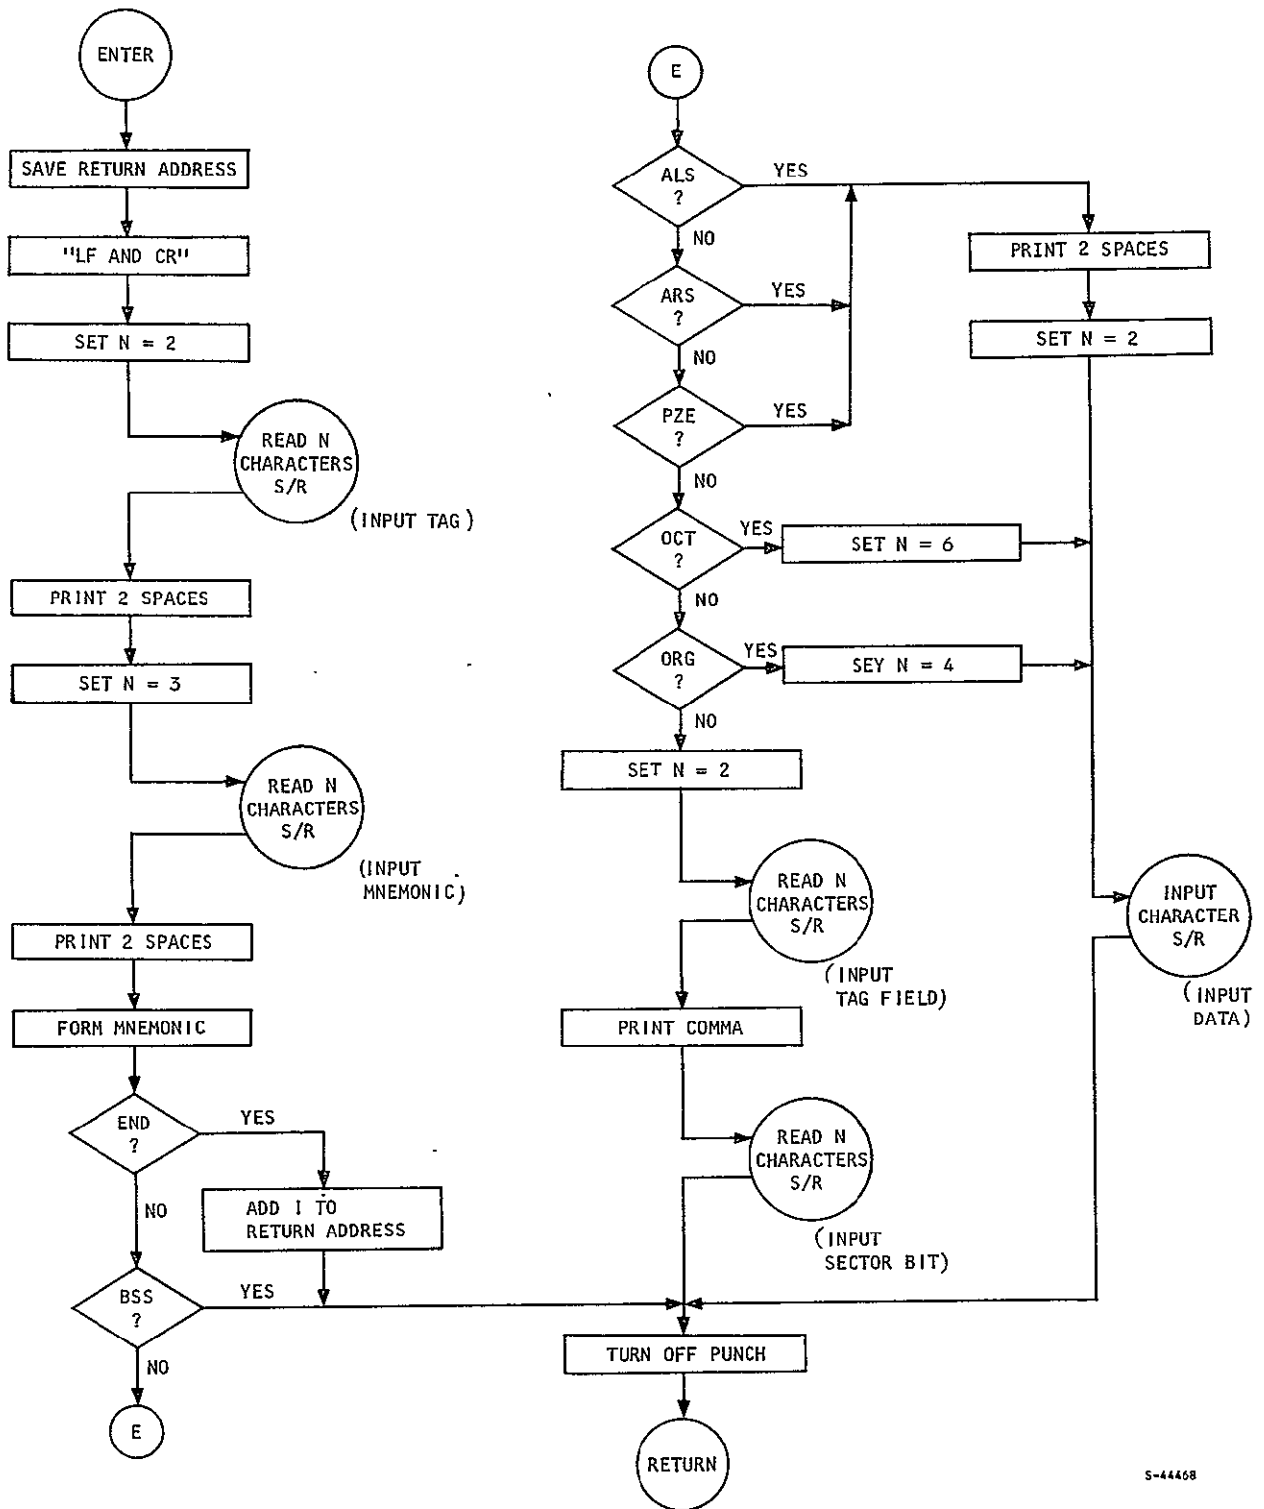 ENTER
SAVE RETURN ADDRESS
"LF AND CR"
SET N = 2
READ N
CHARACTERS
S/R
(INPUT TAG)
PRINT 2 SPACES
SET N = 3
READ N
CHARACTERS
S/R
(INPUT
MNEMONIC)
PRINT 2 SPACES
FORM MNEMONIC
END
?
YES
NO
ADD I TO
RETURN ADDRESS
BSS
?
YES
NO
E
E
ALS
?
YES
NO
PRINT 2 SPACES
SET N = 2
ARS
?
YES
NO
PZE
?
YES
NO
OCT
?
YES
SET N = 6
NO
ORG
?
YES
SEY N = 4
NO
SET N = 2
READ N
CHARACTERS
S/R
(INPUT
TAG FIELD)
PRINT COMMA
READ N
CHARACTERS
S/R
(INPUT
SECTOR BIT)
INPUT
CHARACTER
S/R
(INPUT
DATA)
TURN OFF PUNCH
RETURN
S-44468